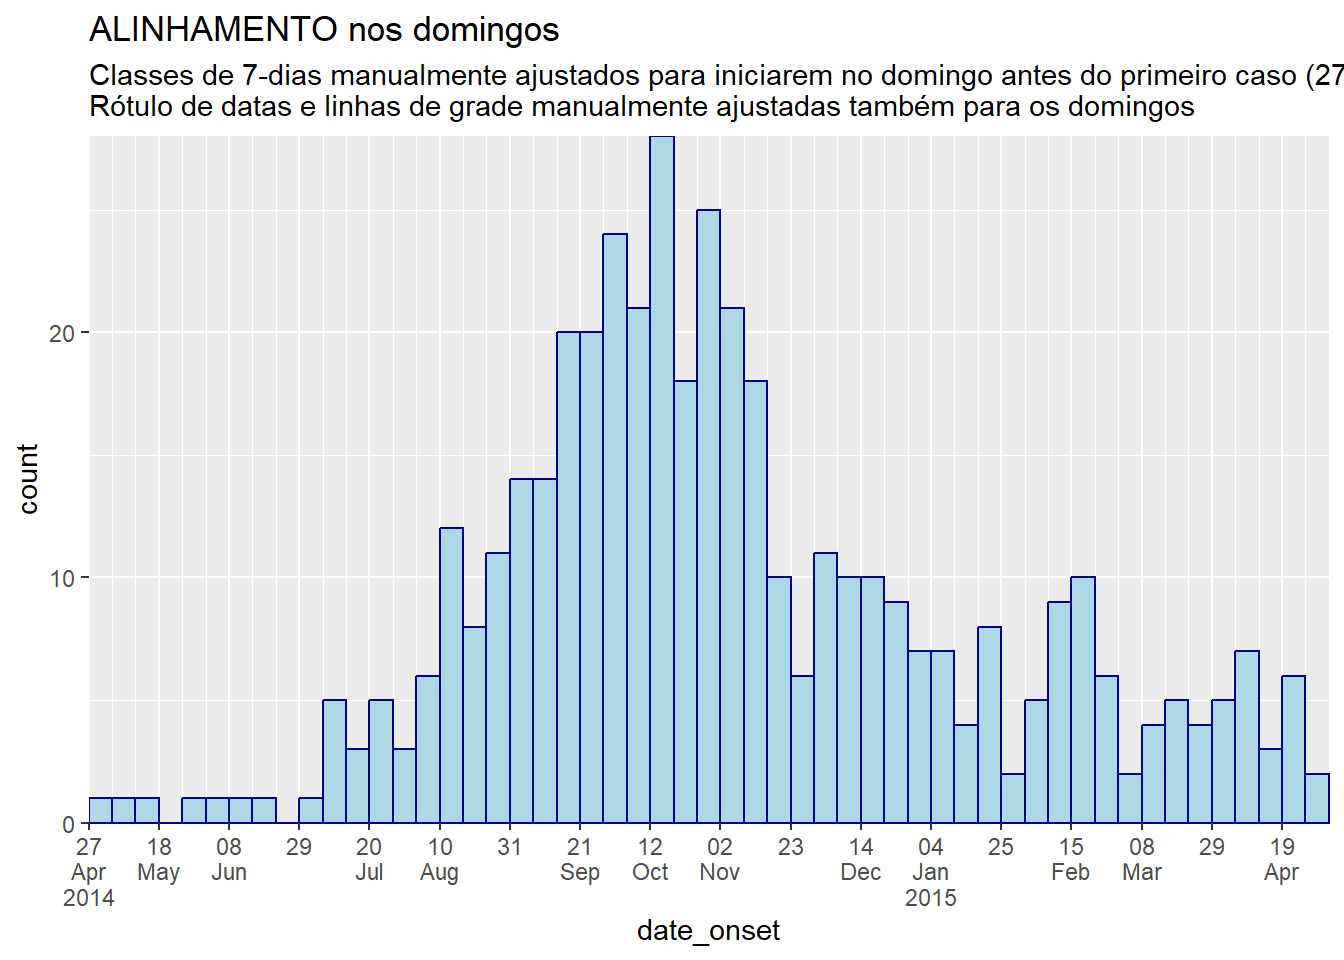 ALINHAMENTO nos domingos
Classes de 7-dias manualmente ajustados para iniciarem no domingo antes do primeiro caso (27
Rótulo de datas e linhas de grade manualmente ajustadas também para os domingos
20
10
0
count
27 18 08 29 20 10 31 21 12 02 23 14 04 25 15 08 29 19
Apr May Jun Jul Aug Sep Oct Nov Dec Jan Feb Mar Apr
2014 2015
date_onset